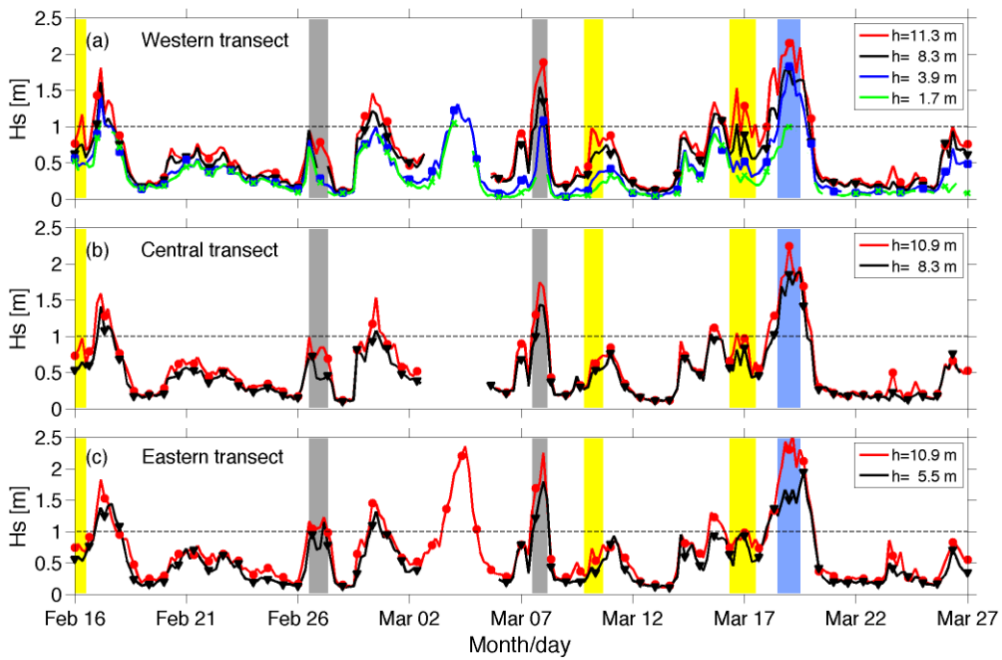 2.5
2
1.5
1
0.5
0
Hs [m]
(a) Western transect
h=11.3 m
h= 8.3 m
h= 3.9 m
h= 1.7 m
2.5
2
1.5
1
0.5
0
Hs [m]
(b) Central transect
h=10.9 m
h= 8.3 m
2.5
2
1.5
1
0.5
0
Hs [m]
(c) Eastern transect
h=10.9 m
h= 5.5 m
Feb 16 Feb 21 Feb 26 Mar 02 Mar 07 Mar 12 Mar 17 Mar 22 Mar 27
Month/day